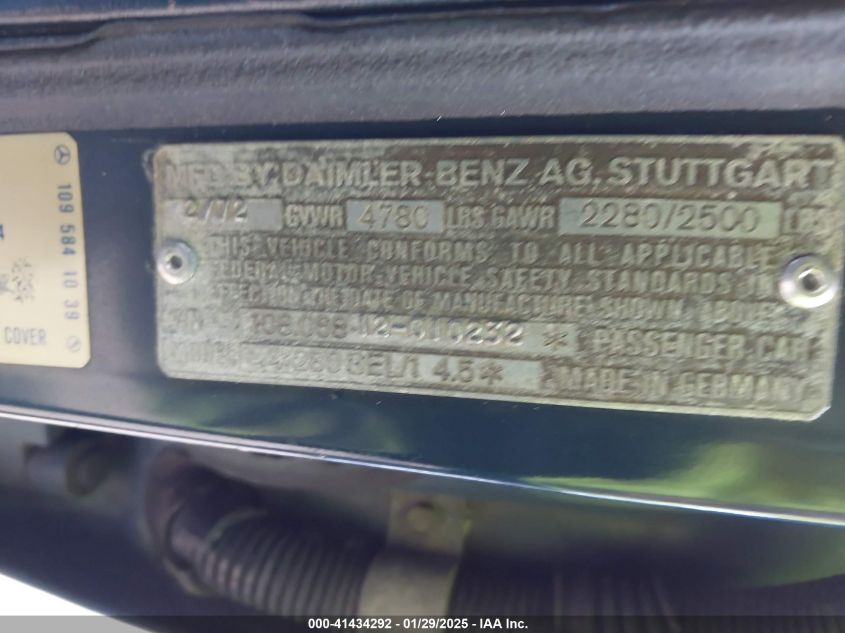 109 584 10 39
COVER
MFD BY DAIMLER-BENZ AG, STUTTGART
2/72 GVWR 4780 LBS GAWR 2280/2500 LBS
THIS VEHICLE CONFORMS TO ALL APPLICABLE
FEDERAL MOTOR VEHICLE SAFETY STANDARDS IN
EFFECT ON THE DATE OF MANUFACTURE SHOWN ABOVE
12-010232 * PASSENGER CAR
280 SEL/1 4.5* MADE IN GERMANY
000-41434292 - 01/29/2025 - IAA Inc.